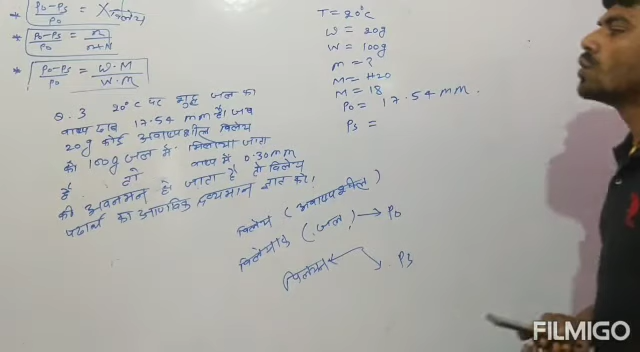 * P₀-Ps/P₀ = X विलेय
* P₀-Ps/P₀ = n/n+N
* P₀-Ps/P₀ = W·M/W·m
Q.3 20°C पर शुद्ध जल का
वाष्प दाब 17.54 mm है। जब
20g कोई अवाष्पशील विलेय
को 100g जल में मिलाया जाता
है तो वाष्प में 0.30mm
की अवनमन हो जाता है तो विलेय
पदार्थ का आणविक द्रव्यमान ज्ञात करें।
T = 20°C
W = 20g
W = 100g
m = ?
M = H2O
M = 18
P₀ = 17.54 mm.
Ps =
विलेय (अवाष्पशील)
विलायक (जल) → P₀
विलयन Ps
FILMIGO